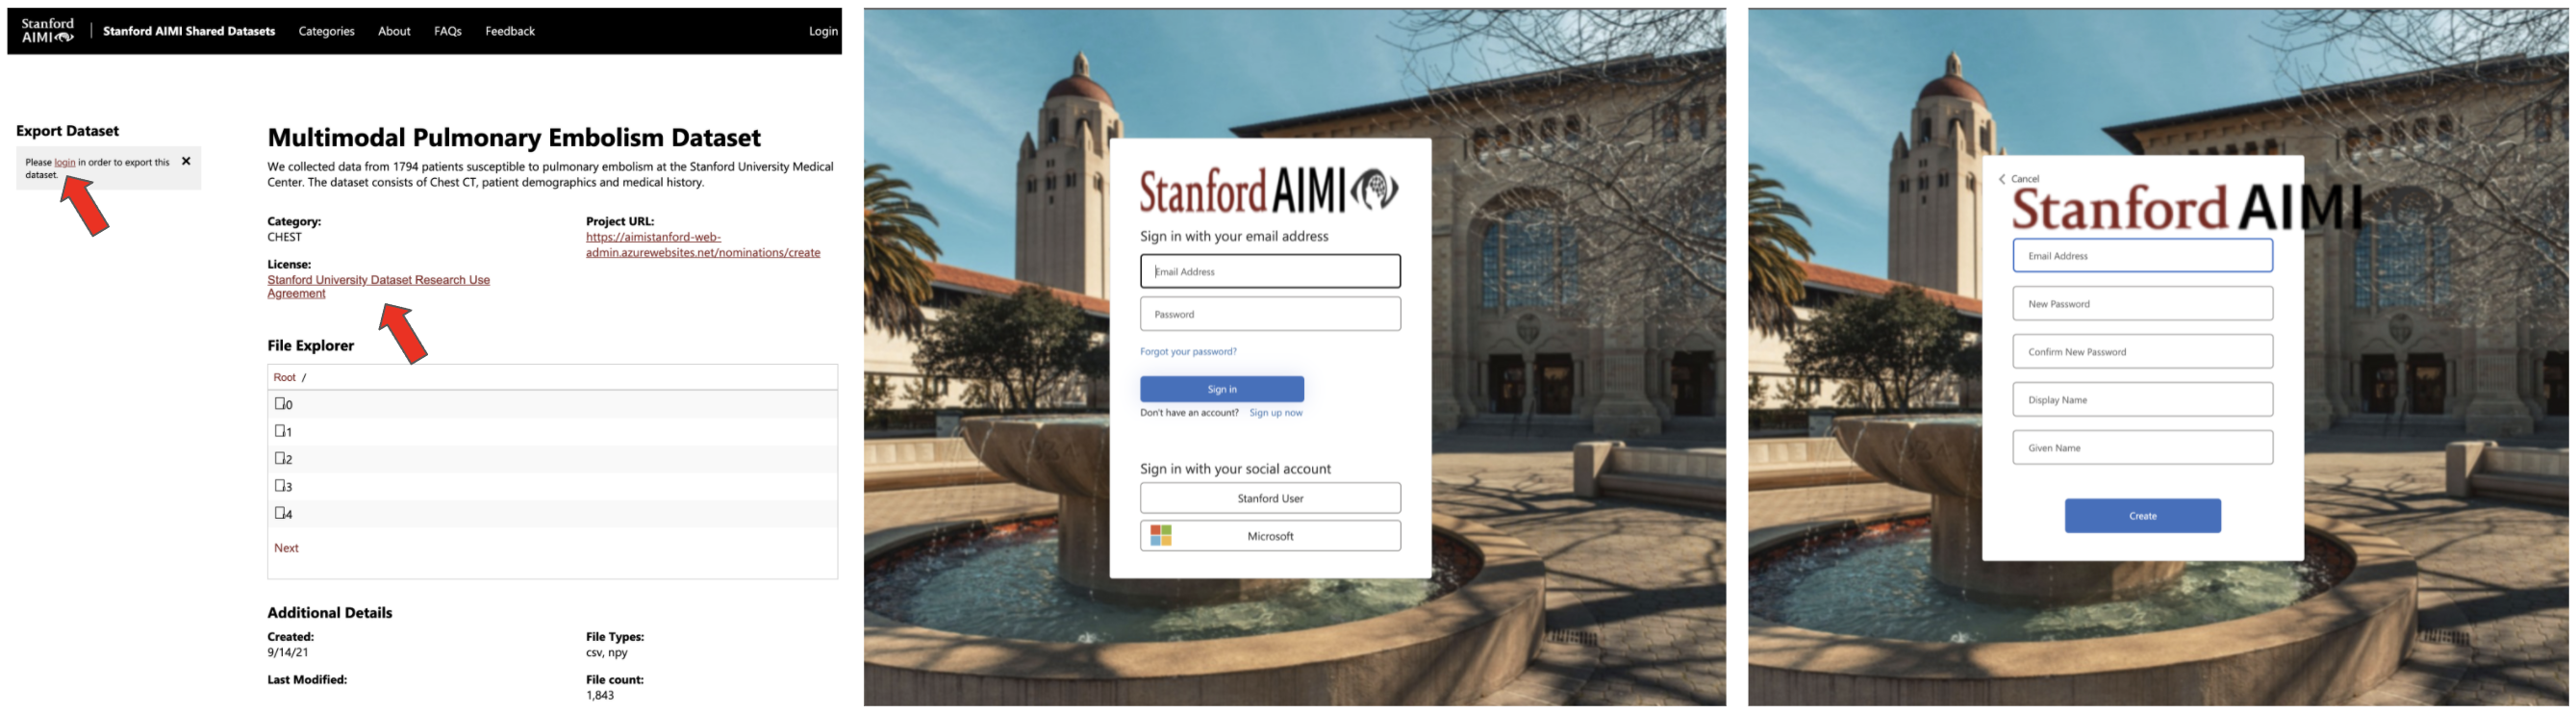 Stanford
AIMI
Stanford AIMI Shared Datasets
Categories
About
FAQs
Feedback
Login
Export Dataset
Please login in order to export this
dataset.
Multimodal Pulmonary Embolism Dataset
We collected data from 1794 patients susceptible to pulmonary embolism at the Stanford University Medical
Center. The dataset consists of Chest CT, patient demographics and medical history.
Category:
CHEST
License:
Stanford University Dataset Research Use
Agreement
Project URL:
https://aimistanford-web-
admin.azurewebsites.net/nominations/create
File Explorer
Root /
0
1
2
3
4
Next
Additional Details
Created:
9/14/21
File Types:
csv, npy
Last Modified:
File count:
1,843
Stanford AIMI
Sign in with your email address
Email Address
Password
Forgot your password?
Sign in
Don't have an account? Sign up now
Sign in with your social account
Stanford User
Microsoft
Cancel
Stanford AIMI
Email Address
New Password
Confirm New Password
Display Name
Given Name
Create